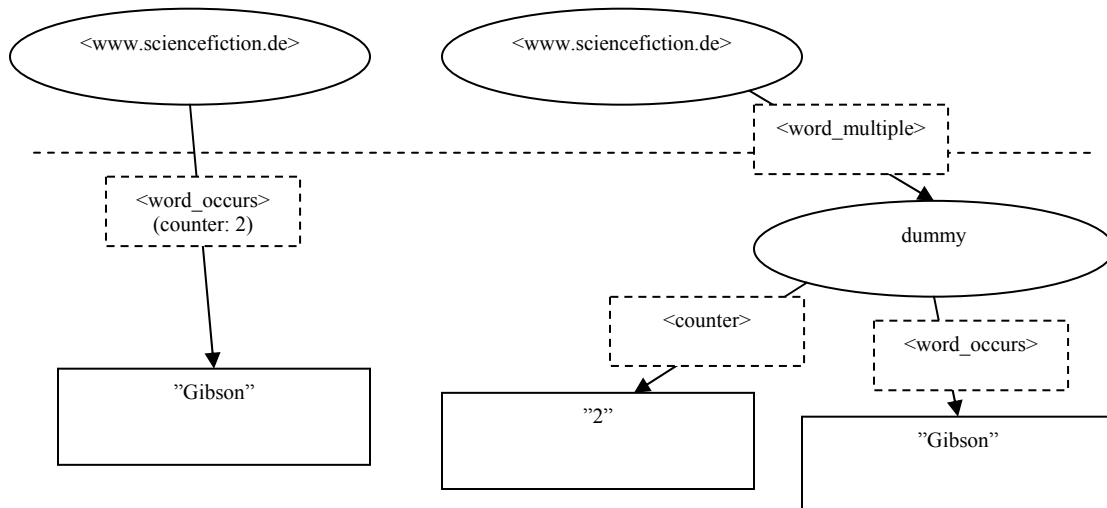 <www.sciencefiction.de>
<www.sciencefiction.de>
<word_multiple>
<word_occurs>
(counter: 2)
dummy
<counter>
<word_occurs>
”Gibson”
”2”
”Gibson”